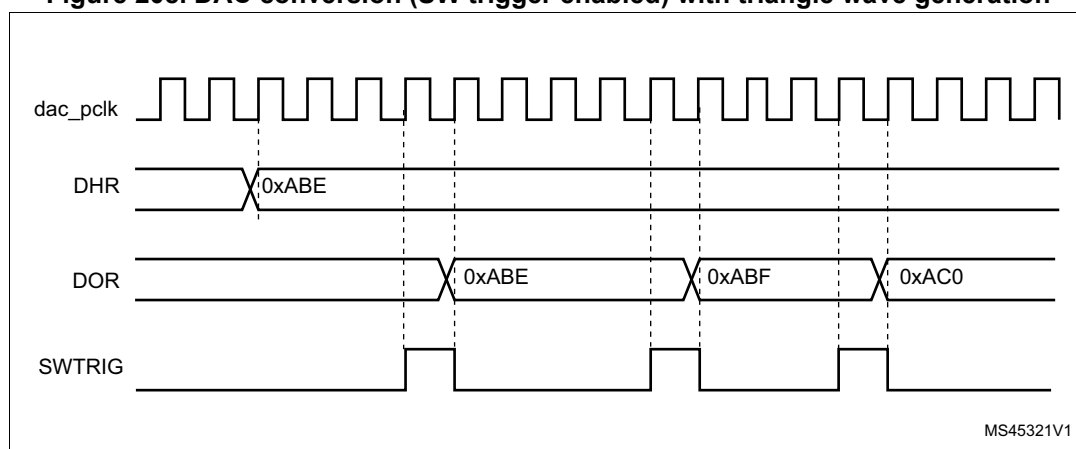 Figure 208. DAC conversion (SW trigger enabled) with triangle wave generation
dac_pclk
DHR
0xABE
DOR
0xABE
0xABF
0xAC0
SWTRIG
MS45321V1